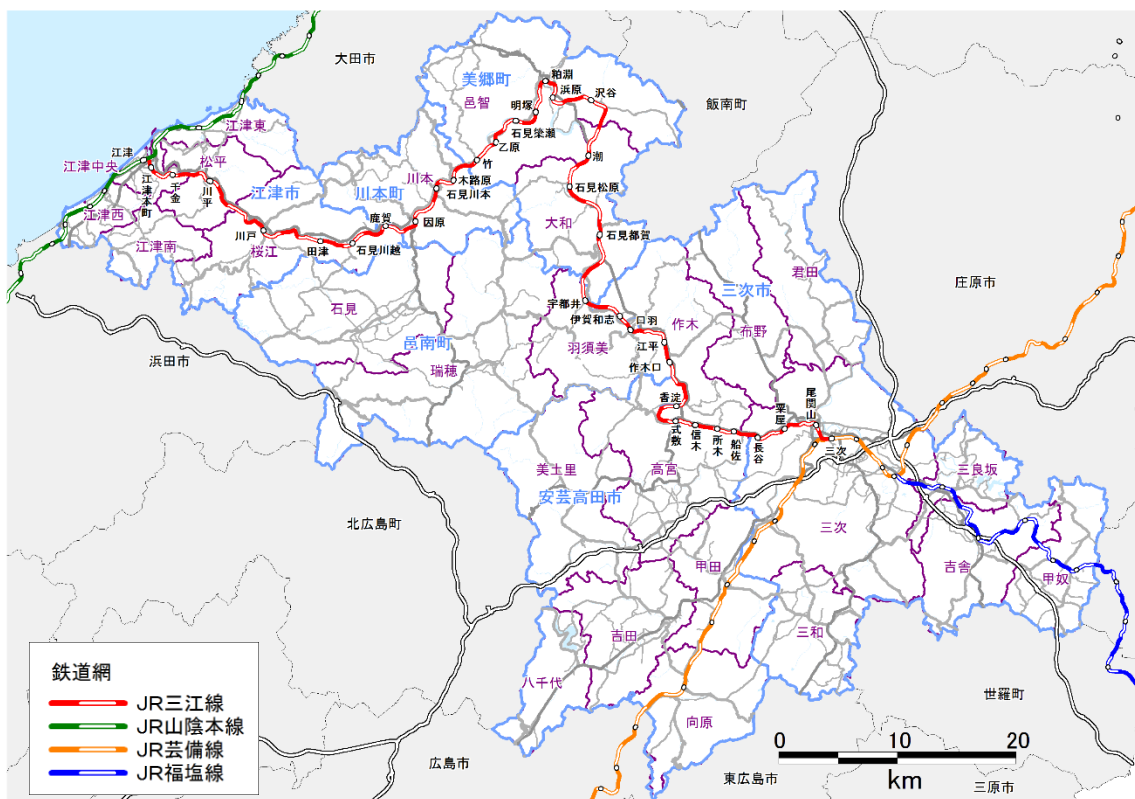 大田市
美郷町
粕淵
浜原
沢谷
邑智
明塚
飯南町
石見簗瀬
江津東
乙原
潮
江津
江津中央
松平
竹
川本
木路原
石見川本
石見松原
江津本町
千金
川平
江津市
川本町
君田
江津西
鹿賀
因原
大和
石見都賀
江津南
川戸
桜江
田津
石見川越
庄原市
三次市
石見
宇都井
伊賀和志
口羽
作木
布野
浜田市
邑南町
羽須美
江平
瑞穂
作木口
尾関山
粟屋
香淀
式敷
信木
所木
船佐
長谷
三次
美土里
高宮
三良坂
安芸高田市
北広島町
三次
甲田
吉舎
甲奴
吉田
三和
八千代
世羅町
向原
広島市
東広島市
三原市
鉄道網
JR三江線
JR山陰本線
JR芸備線
JR福塩線
0 10 20
km